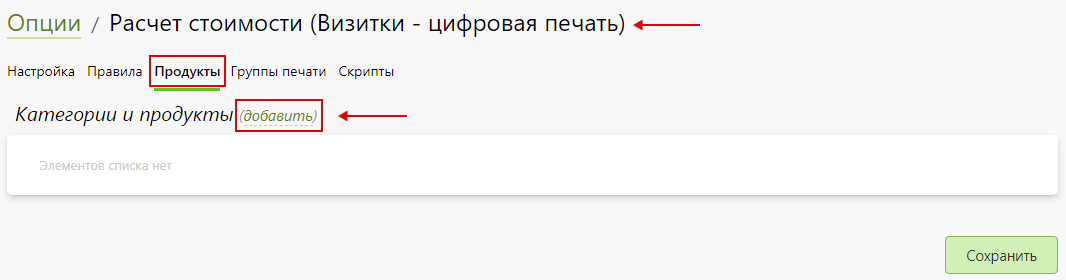 Опции / Расчет стоимости (Визитки - цифровая печать)
Настройка Правила Продукты Группы печати Скрипты
Категории и продукты (добавить)
Элементов списка нет
Сохранить